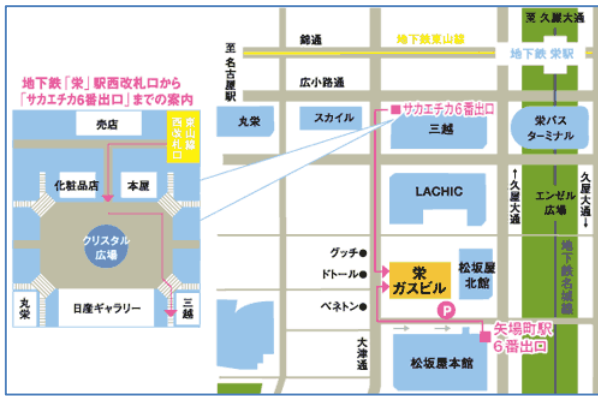 地下鉄「栄」駅西改札口から
「サカエチカ6番出口」までの案内
売店
東山線
西改札口
化粧品店
本屋
クリスタル
広場
丸栄
日産ギャラリー
三越
至 名古屋駅
錦通
地下鉄東山線
至 久屋大通
地下鉄 栄駅
広小路通
サカエチカ6番出口
丸栄
スカイル
三越
栄バス
ターミナル
LACHIC
←久屋大通
エンゼル
広場
久屋大通→
グッチ
ドトール
ベネトン
栄
ガスビル
松坂屋
北館
地下鉄名城線
P
矢場町駅
6番出口
大津通
松坂屋本館